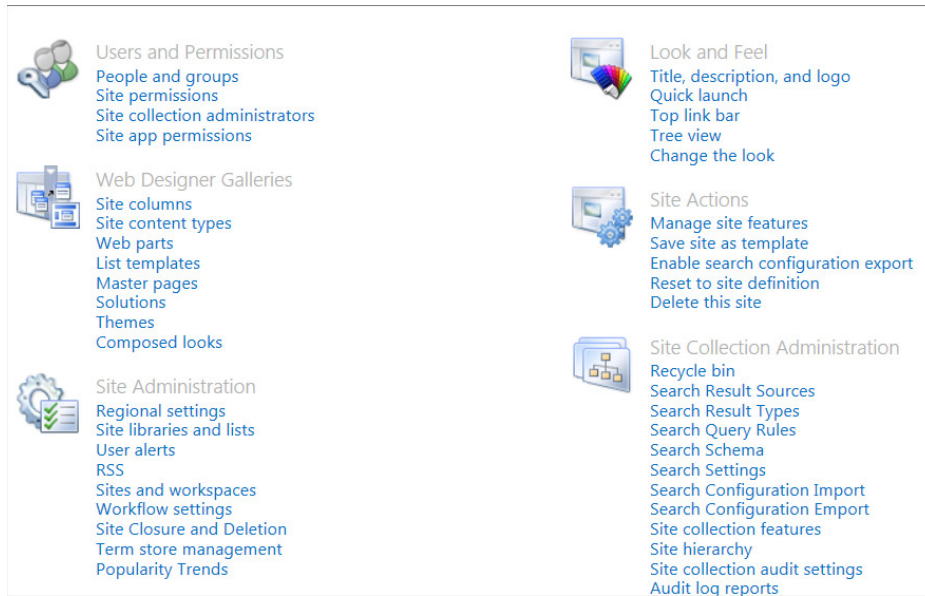 Users and Permissions
People and groups
Site permissions
Site collection administrators
Site app permissions
Web Designer Galleries
Site columns
Site content types
Web parts
List templates
Master pages
Solutions
Themes
Composed looks
Site Administration
Regional settings
Site libraries and lists
User alerts
RSS
Sites and workspaces
Workflow settings
Site Closure and Deletion
Term store management
Popularity Trends
Look and Feel
Title, description, and logo
Quick launch
Top link bar
Tree view
Change the look
Site Actions
Manage site features
Save site as template
Enable search configuration export
Reset to site definition
Delete this site
Site Collection Administration
Recycle bin
Search Result Sources
Search Result Types
Search Query Rules
Search Schema
Search Settings
Search Configuration Import
Search Configuration Emport
Site collection features
Site hierarchy
Site collection audit settings
Audit log reports